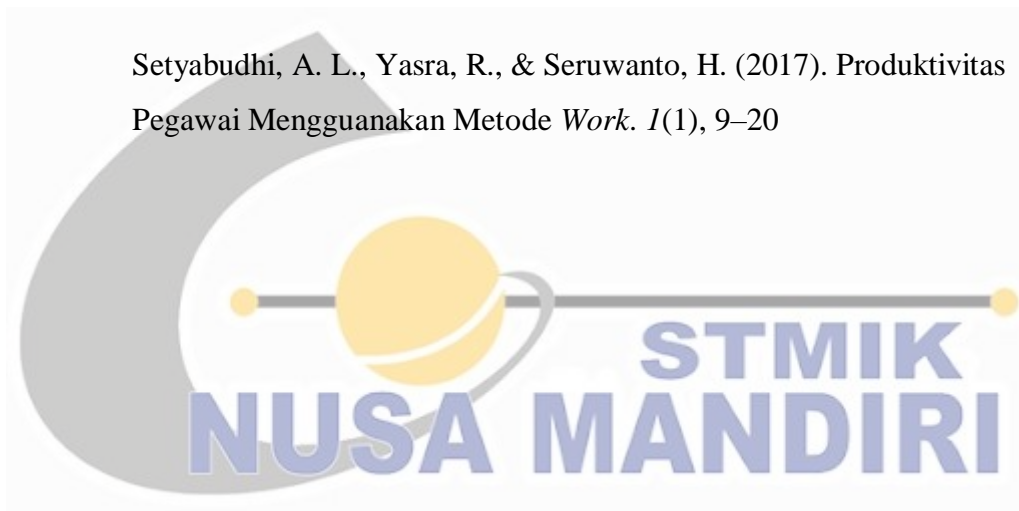 Setyabudhi, A. L., Yasra, R., & Seruwanto, H. (2017). Produktivitas
Pegawai Mengguanakan Metode Work. 1(1), 9–20
STMIK
NUSA MANDIRI